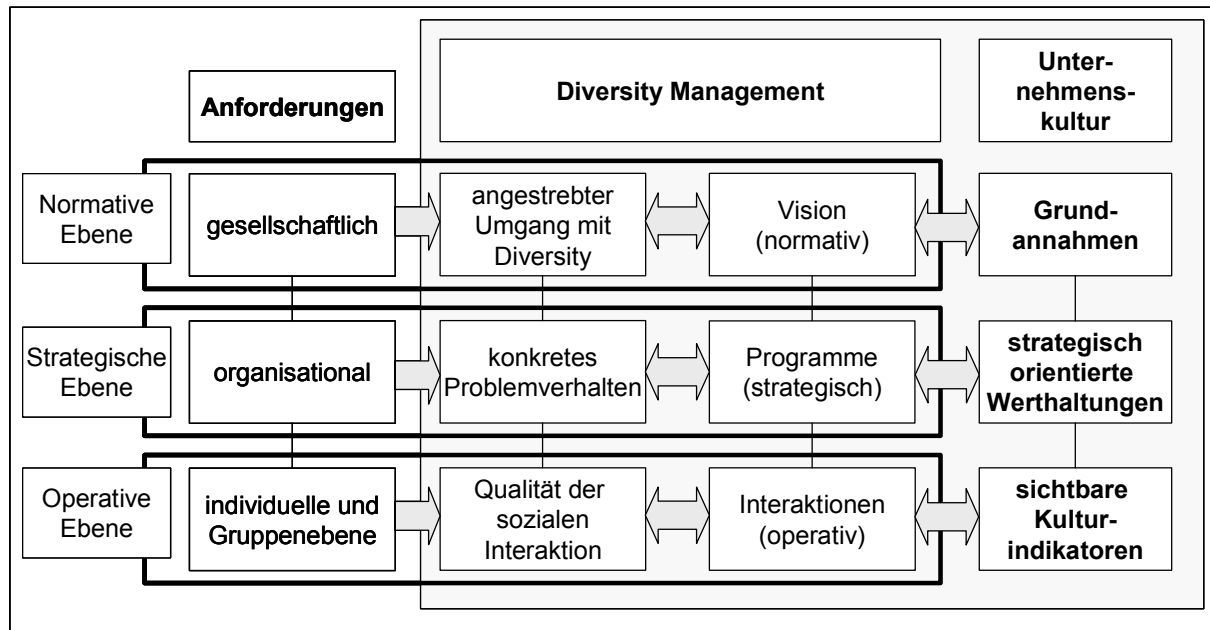 Anforderungen
Diversity Management
Unter-
nehmens-
kultur
Normative
Ebene
gesellschaftlich
angestrebter
Umgang mit
Diversity
Vision
(normativ)
Grund-
annahmen
Strategische
Ebene
organisational
konkretes
Problemverhalten
Programme
(strategisch)
strategisch
orientierte
Werthaltungen
Operative
Ebene
individuelle und
Gruppenebene
Qualität der
sozialen
Interaktion
Interaktionen
(operativ)
sichtbare
Kultur-
indikatoren